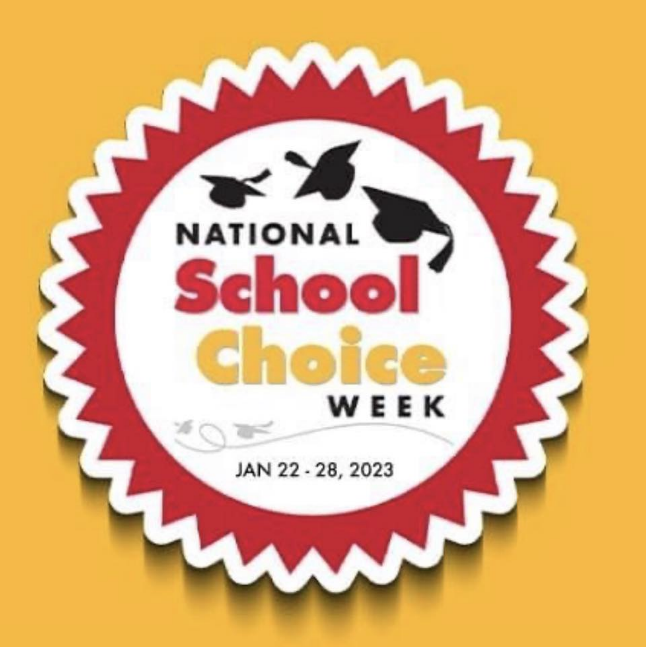 NATIONAL
School
Choice
WEEK
JAN 22 - 28, 2023